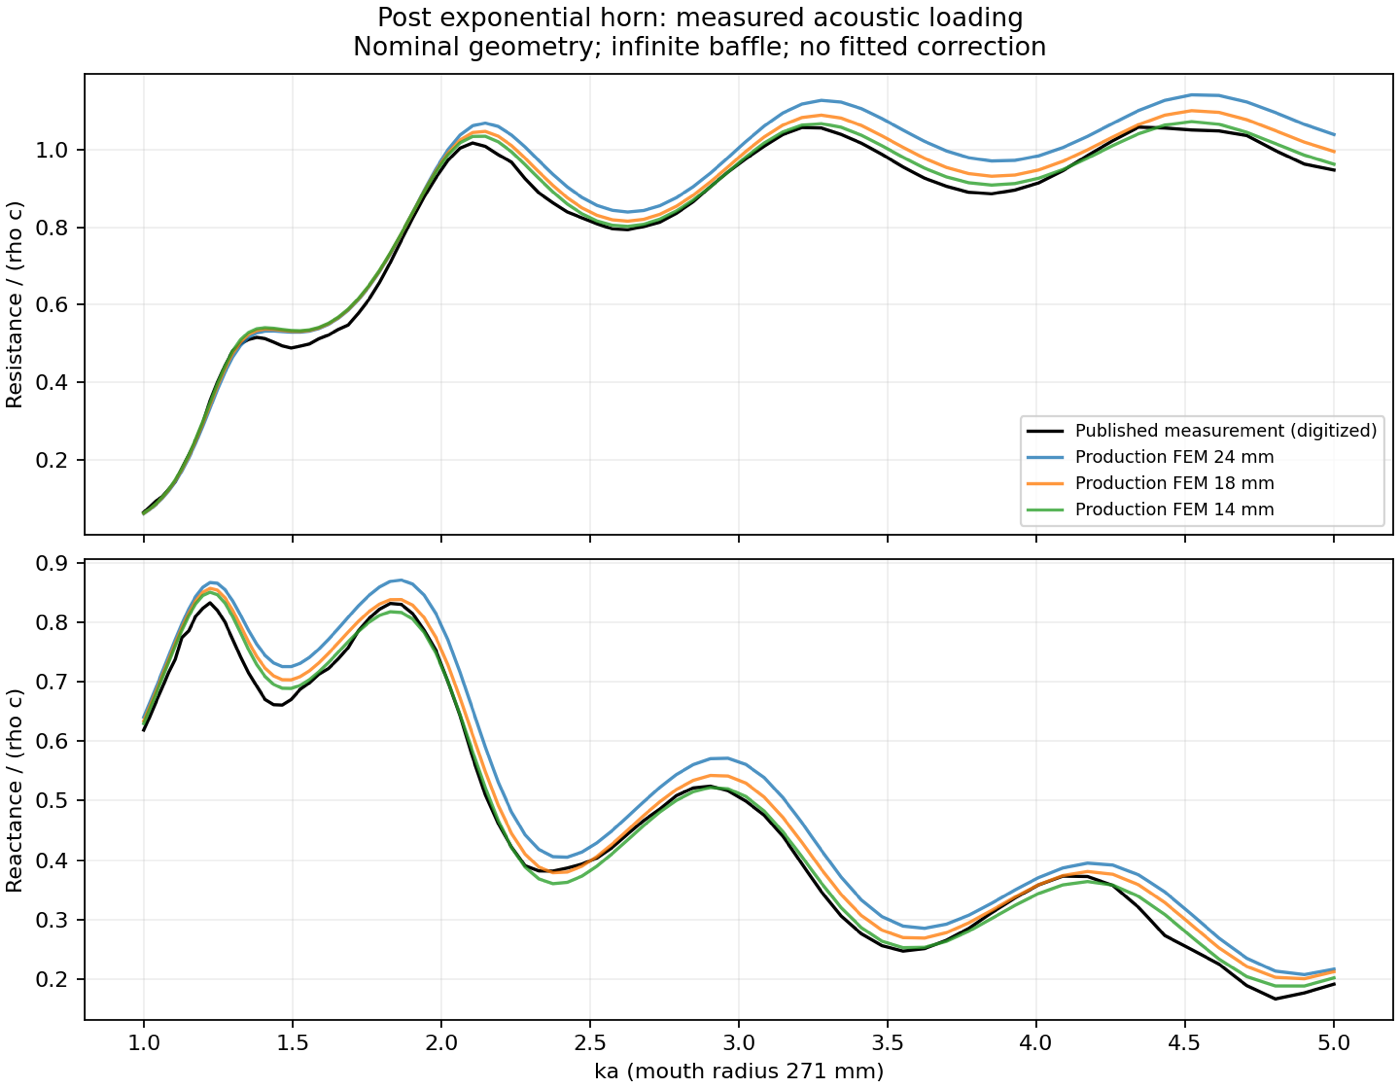 Post exponential horn: measured acoustic loading
Nominal geometry; infinite baffle; no fitted correction
Resistance / (rho c)
1.0
0.8
0.6
0.4
0.2
Published measurement (digitized)
Production FEM 24 mm
Production FEM 18 mm
Production FEM 14 mm
Reactance / (rho c)
0.9
0.8
0.7
0.6
0.5
0.4
0.3
0.2
1.0 1.5 2.0 2.5 3.0 3.5 4.0 4.5 5.0
ka (mouth radius 271 mm)